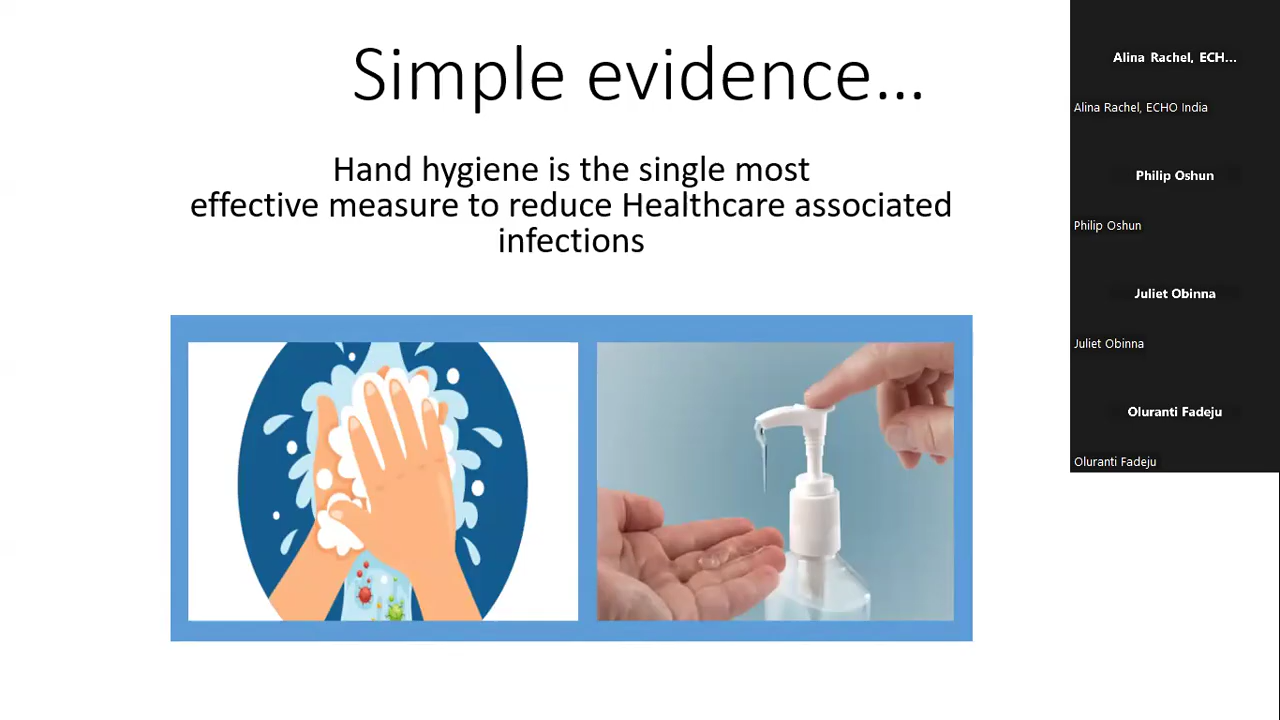 Simple evidence...
Hand hygiene is the single most
effective measure to reduce Healthcare associated
infections
Alina Rachel, ECH...
Alina Rachel, ECHO India
Philip Oshun
Philip Oshun
Juliet Obinna
Juliet Obinna
Oluranti Fadeju
Oluranti Fadeju